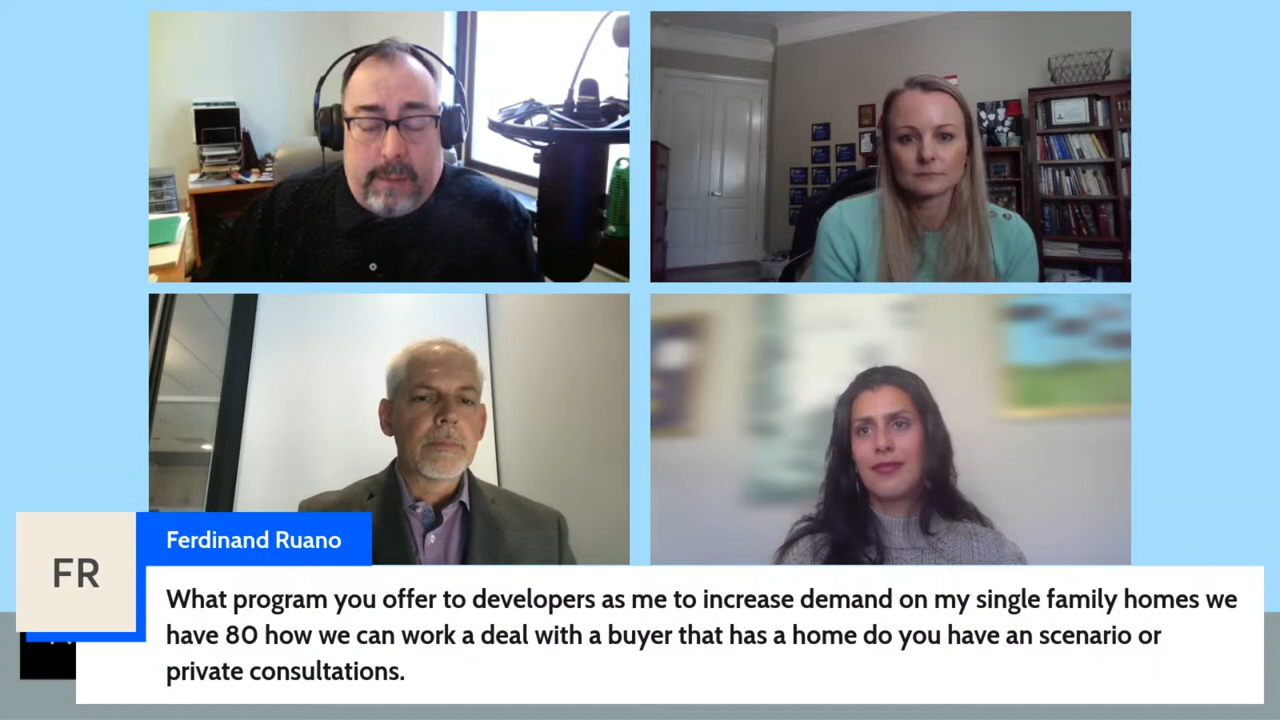 FR
Ferdinand Ruano
What program you offer to developers as me to increase demand on my single family homes we
have 80 how we can work a deal with a buyer that has a home do you have an scenario or
private consultations.